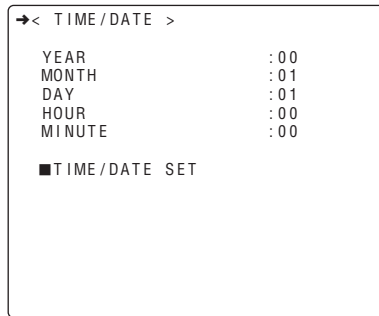 ➔< TIME/DATE >
YEAR :00
MONTH :01
DAY :01
HOUR :00
MINUTE :00
■TIME/DATE SET